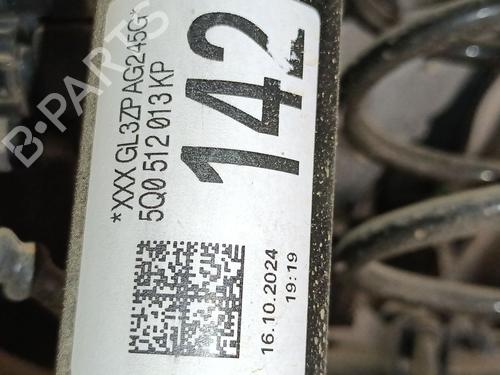 *XXX GL3ZP AG245G*
5Q0 512 013 KP
142
16.10.2024
19:19
B-PARTS